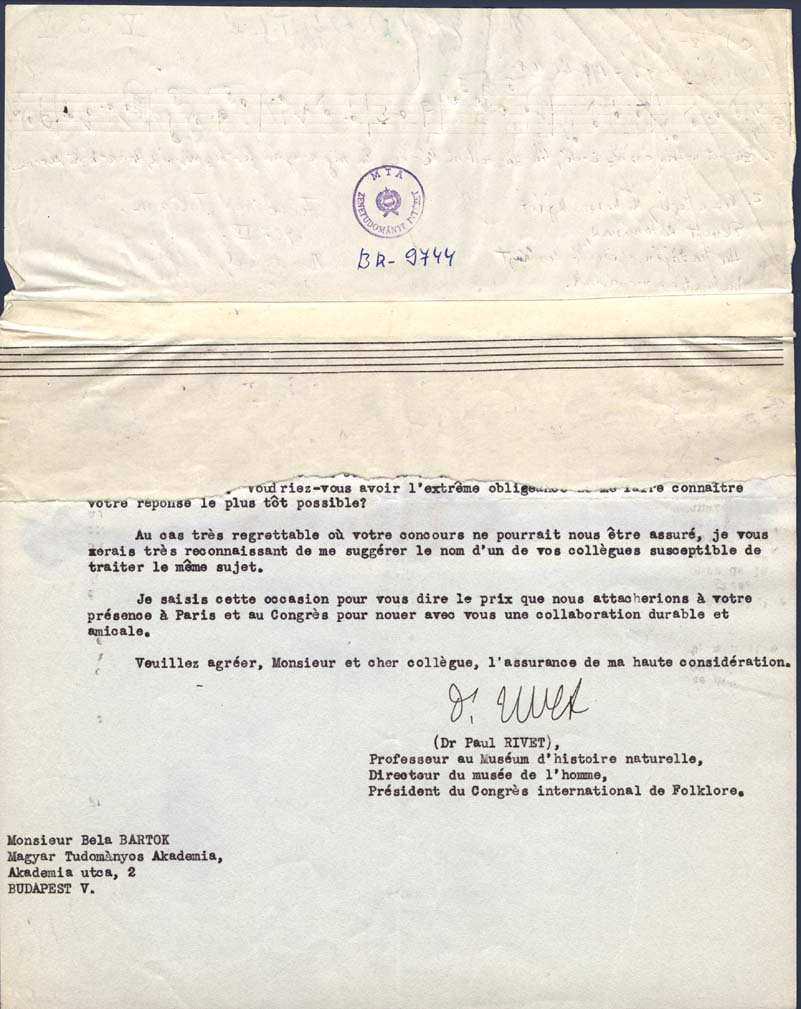 MTA
ZENETUDOMÁNYI INTÉZET
BR- 9744
voudriez-vous avoir l'extrême obligeance de me faire connaître
votre réponse le plus tôt possible?
Au cas très regrettable où votre concours ne pourrait nous être assuré, je vous
serais très reconnaissant de me suggérer le nom d'un de vos collègues susceptible de
traiter le même sujet.
Je saisis cette occasion pour vous dire le prix que nous attacherions à votre
présence à Paris et au Congrès pour nouer avec vous une collaboration durable et
amicale.
Veuillez agréer, Monsieur et cher collègue, l'assurance de ma haute considération.
Dr Rivet
(Dr Paul RIVET),
Professeur au Muséum d'histoire naturelle,
Directeur du musée de l'homme,
Président du Congrès international de Folklore.
Monsieur Bela BARTOK
Magyar Tudomànyos Akademia,
Akademia utca, 2
BUDAPEST V.